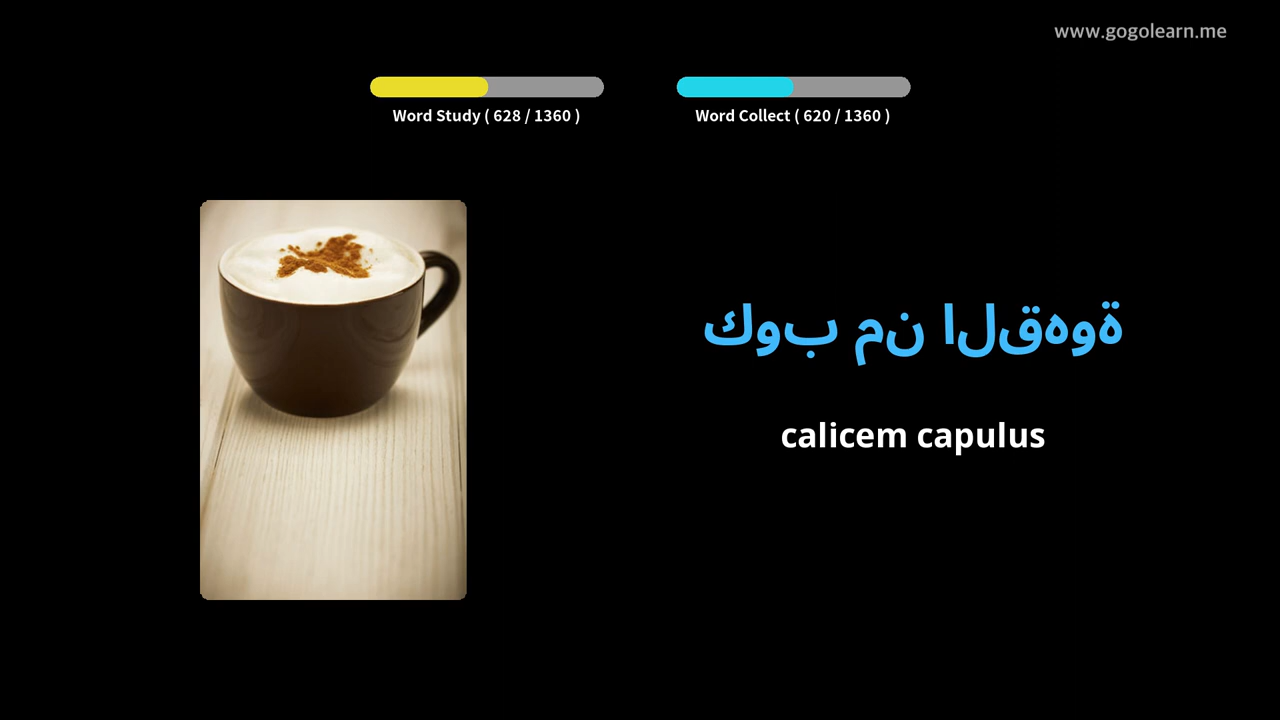 www.gogolearn.me
Word Study ( 628 / 1360 )
Word Collect ( 620 / 1360 )
كوب من القهوة
calicem capulus